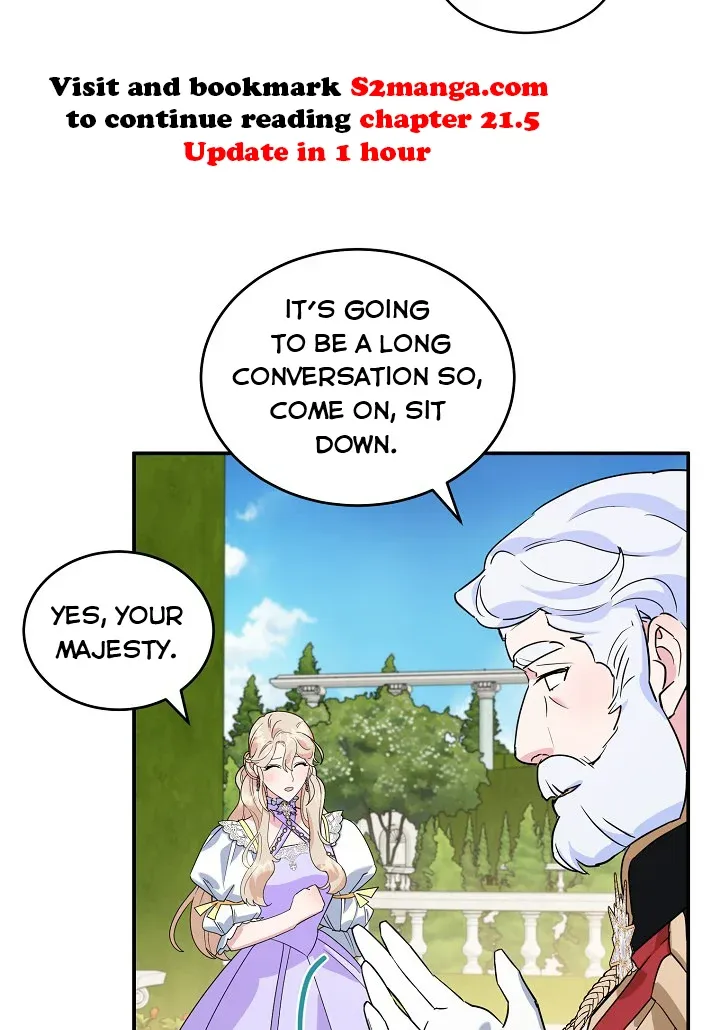 Visit and bookmark S2manga.com
to continue reading chapter 21.5
Update in 1 hour
IT'S GOING
TO BE A LONG
CONVERSATION SO,
COME ON, SIT
DOWN.
YES, YOUR
MAJESTY.